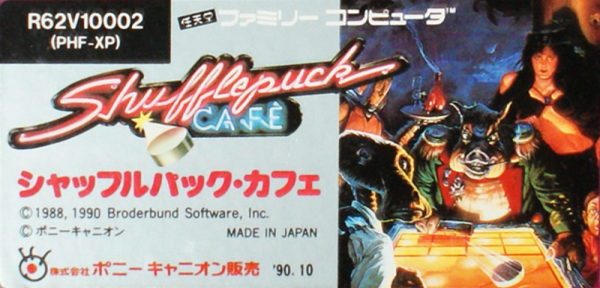 R62V10002
(PHF-XP)
任天堂 ファミリー コンピュータ™
Shufflepuck
CAFÉ
シャッフルパック・カフェ
©1988, 1990 Broderbund Software, Inc.
©ポニーキャニオン
MADE IN JAPAN
株式会社 ポニーキャニオン販売 '90.10